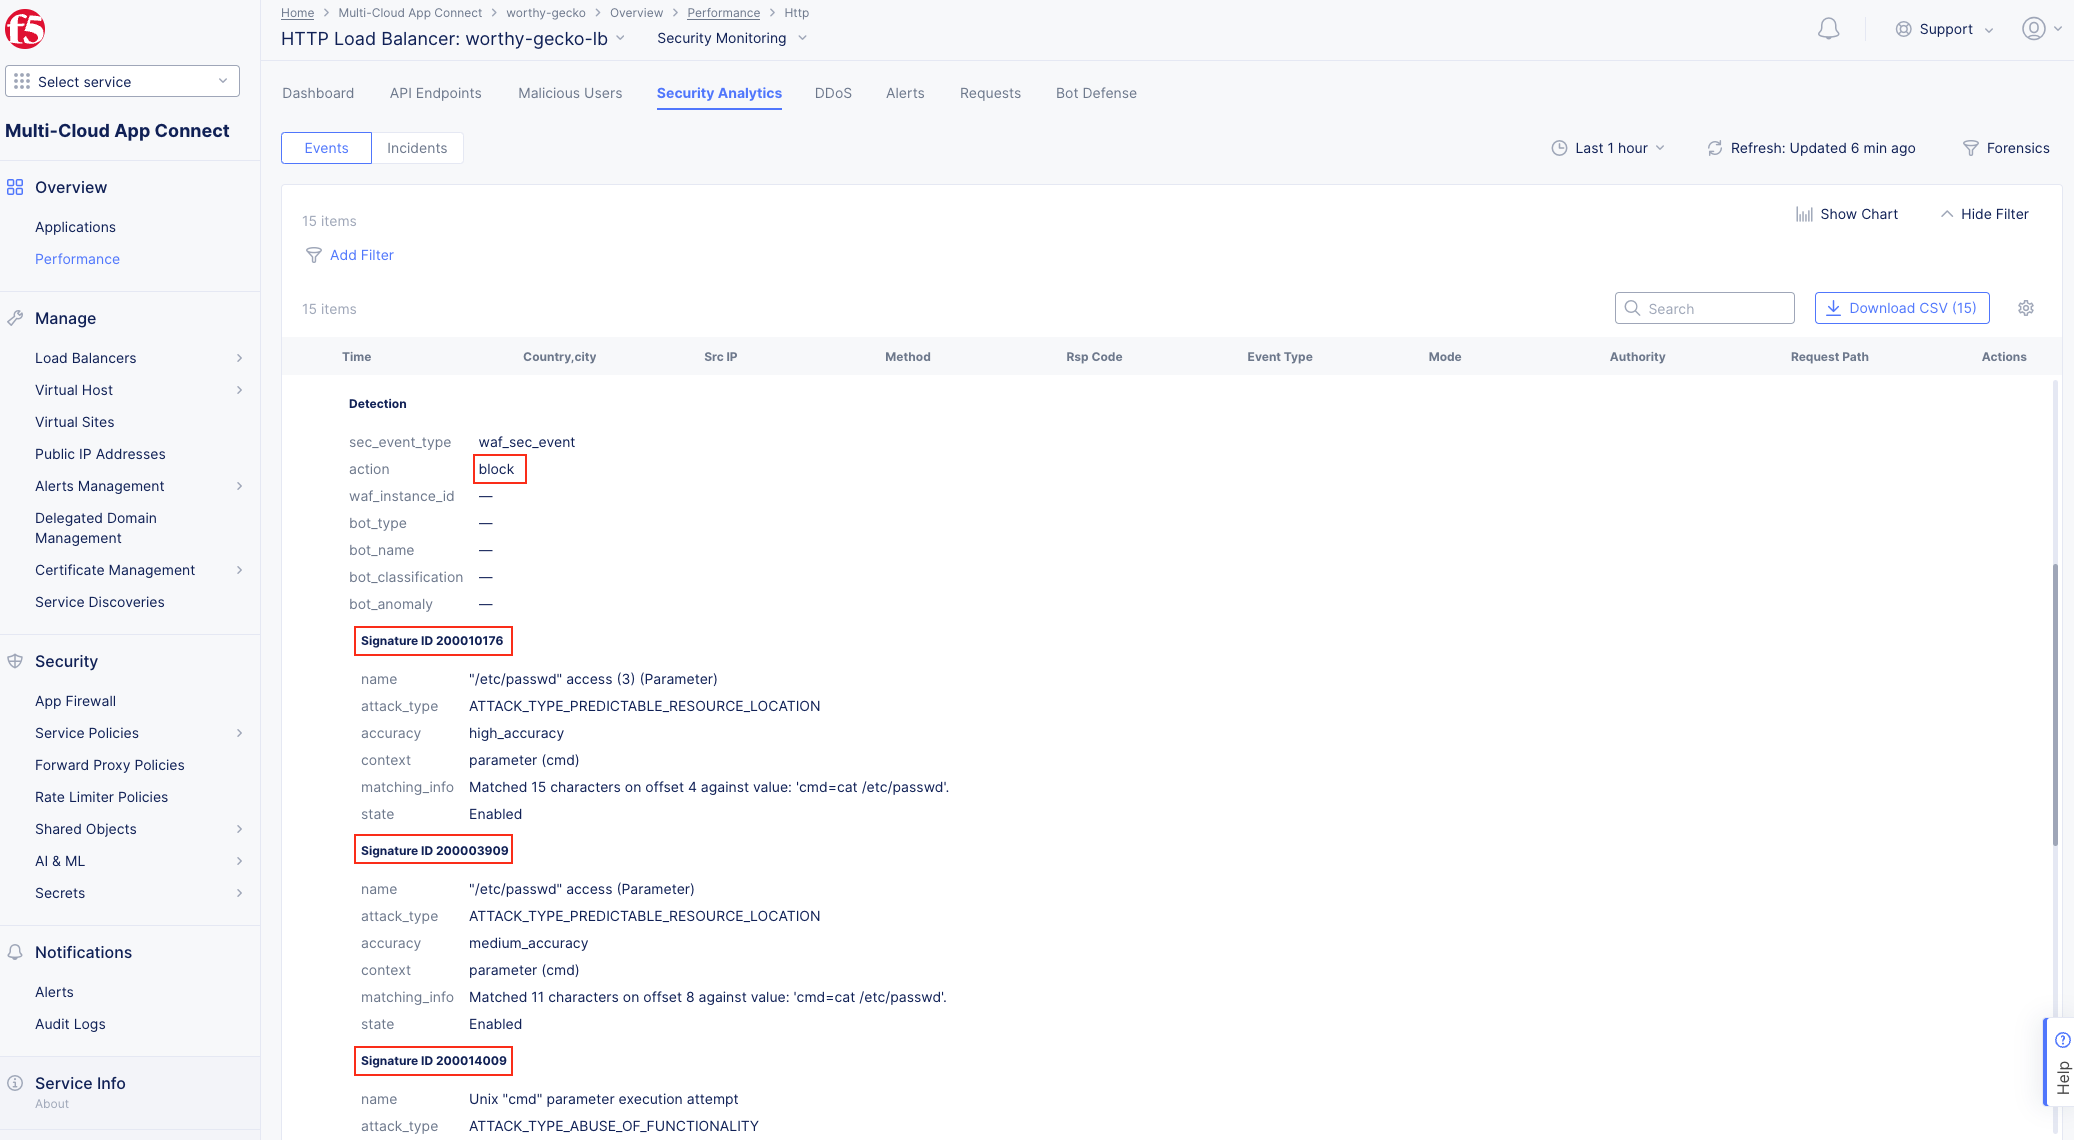 f5
Home > Multi-Cloud App Connect > worthy-gecko > Overview > Performance > Http
HTTP Load Balancer: worthy-gecko-lb
Security Monitoring
Support
Select service
Multi-Cloud App Connect
Overview
Applications
Performance
Manage
Load Balancers
Virtual Host
Virtual Sites
Public IP Addresses
Alerts Management
Delegated Domain
Management
Certificate Management
Service Discoveries
Security
App Firewall
Service Policies
Forward Proxy Policies
Rate Limiter Policies
Shared Objects
AI & ML
Secrets
Notifications
Alerts
Audit Logs
Service Info
About
Dashboard API Endpoints Malicious Users Security Analytics DDoS Alerts Requests Bot Defense
Events Incidents
Last 1 hour
Refresh: Updated 6 min ago
Forensics
15 items
Show Chart
Hide Filter
Add Filter
15 items
Search
Download CSV (15)
Time Country,city Src IP Method Rsp Code Event Type Mode Authority Request Path Actions
Detection
sec_event_type waf_sec_event
action block
waf_instance_id —
bot_type —
bot_name —
bot_classification —
bot_anomaly —
Signature ID 200010176
name "/etc/passwd" access (3) (Parameter)
attack_type ATTACK_TYPE_PREDICTABLE_RESOURCE_LOCATION
accuracy high_accuracy
context parameter (cmd)
matching_info Matched 15 characters on offset 4 against value: 'cmd=cat /etc/passwd'.
state Enabled
Signature ID 200003909
name "/etc/passwd" access (Parameter)
attack_type ATTACK_TYPE_PREDICTABLE_RESOURCE_LOCATION
accuracy medium_accuracy
context parameter (cmd)
matching_info Matched 11 characters on offset 8 against value: 'cmd=cat /etc/passwd'.
state Enabled
Signature ID 200014009
name Unix "cmd" parameter execution attempt
attack_type ATTACK_TYPE_ABUSE_OF_FUNCTIONALITY
Help